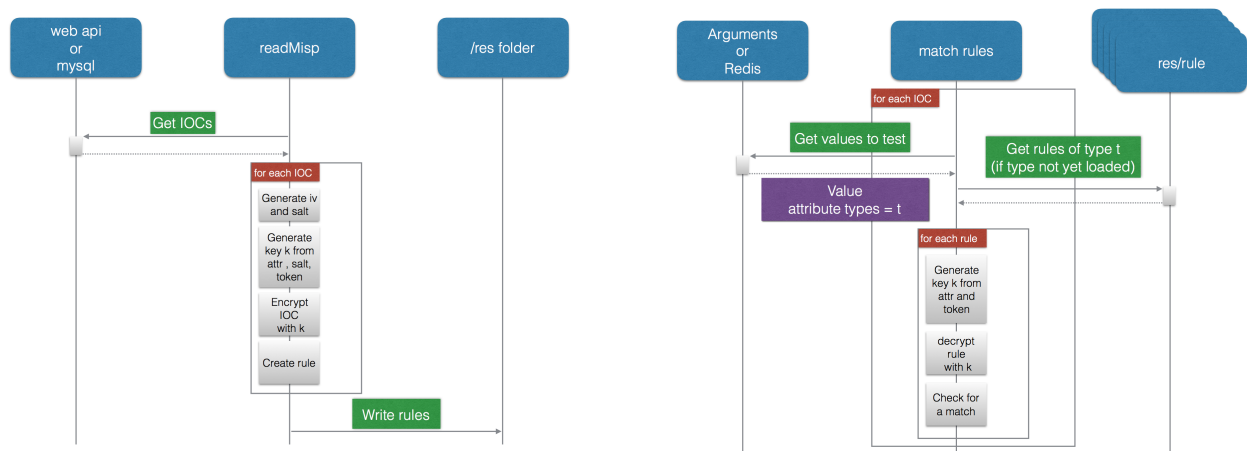 web api
or
mysql
readMisp
/res folder
Get IOCs
for each IOC
Generate iv
and salt
Generate
key k from
attr , salt,
token
Encrypt
IOC
with k
Create rule
Write rules
Arguments
or
Redis
match rules
res/rule
for each IOC
Get values to test
Get rules of type t
(if type not yet loaded)
Value
attribute types = t
for each rule
Generate
key k from
attr and
token
decrypt
rule
with k
Check for
a match